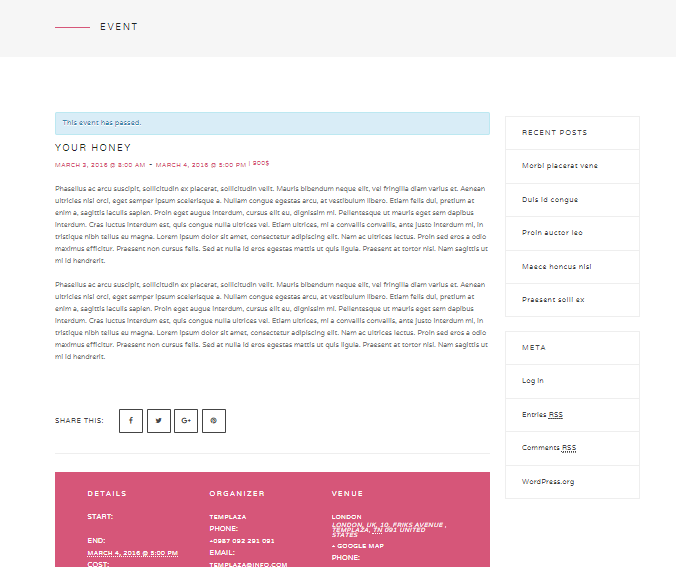 EVENT
This event has passed.
YOUR HONEY
MARCH 3, 2016 @ 8:00 AM - MARCH 4, 2016 @ 5:00 PM | 500$
Phasellus ac arcu suscipit, sollicitudin ex placerat, sollicitudin velit. Mauris bibendum neque elit, vel fringilla diam varius et. Aenean
ultricies nisl orci, eget semper ipsum scelerisque a. Nullam congue egestas arcu, at vestibulum libero. Etiam felis dui, pretium at
enim a, sagittis iaculis sapien. Proin eget augue interdum, cursus elit eu, dignissim mi. Pellentesque ut mauris eget sem dapibus
interdum. Cras luctus interdum est, quis congue nulla ultrices vel. Etiam ultrices, mi a convallis convallis, ante justo interdum mi, in
tristique nibh tellus eu magna. Lorem ipsum dolor sit amet, consectetur adipiscing elit. Nam ac ultrices lectus. Proin sed eros a odio
maximus efficitur. Praesent non cursus felis. Sed at nulla id eros egestas mattis ut quis ligula. Praesent at tortor nisl. Nam sagittis ut
mi id hendrerit.
Phasellus ac arcu suscipit, sollicitudin ex placerat, sollicitudin velit. Mauris bibendum neque elit, vel fringilla diam varius et. Aenean
ultricies nisl orci, eget semper ipsum scelerisque a. Nullam congue egestas arcu, at vestibulum libero. Etiam felis dui, pretium at
enim a, sagittis iaculis sapien. Proin eget augue interdum, cursus elit eu, dignissim mi. Pellentesque ut mauris eget sem dapibus
interdum. Cras luctus interdum est, quis congue nulla ultrices vel. Etiam ultrices, mi a convallis convallis, ante justo interdum mi, in
tristique nibh tellus eu magna. Lorem ipsum dolor sit amet, consectetur adipiscing elit. Nam ac ultrices lectus. Proin sed eros a odio
maximus efficitur. Praesent non cursus felis. Sed at nulla id eros egestas mattis ut quis ligula. Praesent at tortor nisl. Nam sagittis ut
mi id hendrerit.
SHARE THIS:
DETAILS
START:
END:
MARCH 4, 2016 @ 5:00 PM
COST:
ORGANIZER
TEMPLAZA
PHONE:
+0987 092 291 091
EMAIL:
TEMPLAZA@INFO.COM
VENUE
LONDON
LONDON, UK, 10, FRIKS AVENUE ,
TEMPLAZA, TN 091 UNITED
STATES
+ GOOGLE MAP
PHONE:
RECENT POSTS
Morbi placerat vene
Duis id congue
Proin auctor leo
Maece honcus nisl
Praesent solli ex
META
Log in
Entries RSS
Comments RSS
WordPress.org